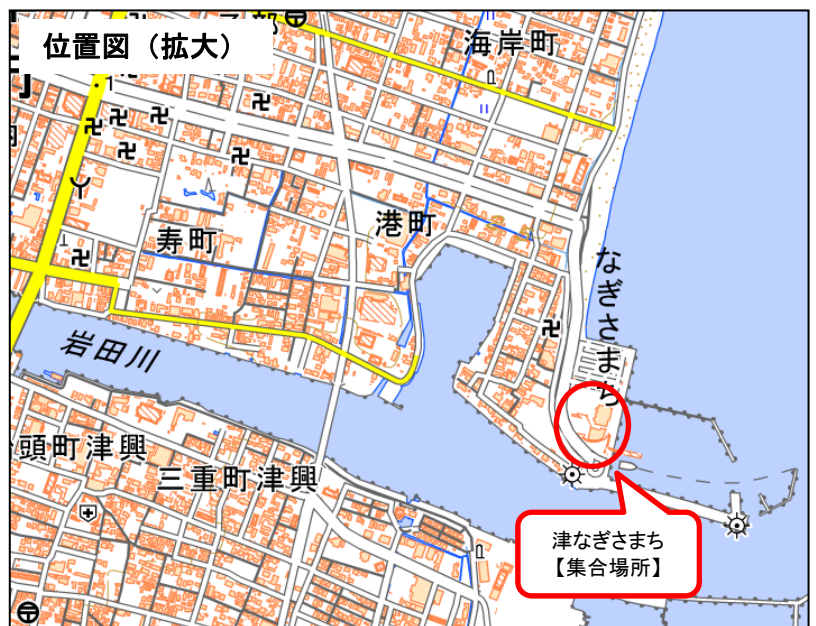 位置図（拡大）
海岸町
港町
寿町
なぎさまち
岩田川
頭町津興
三重町津興
津なぎさまち
【集合場所】